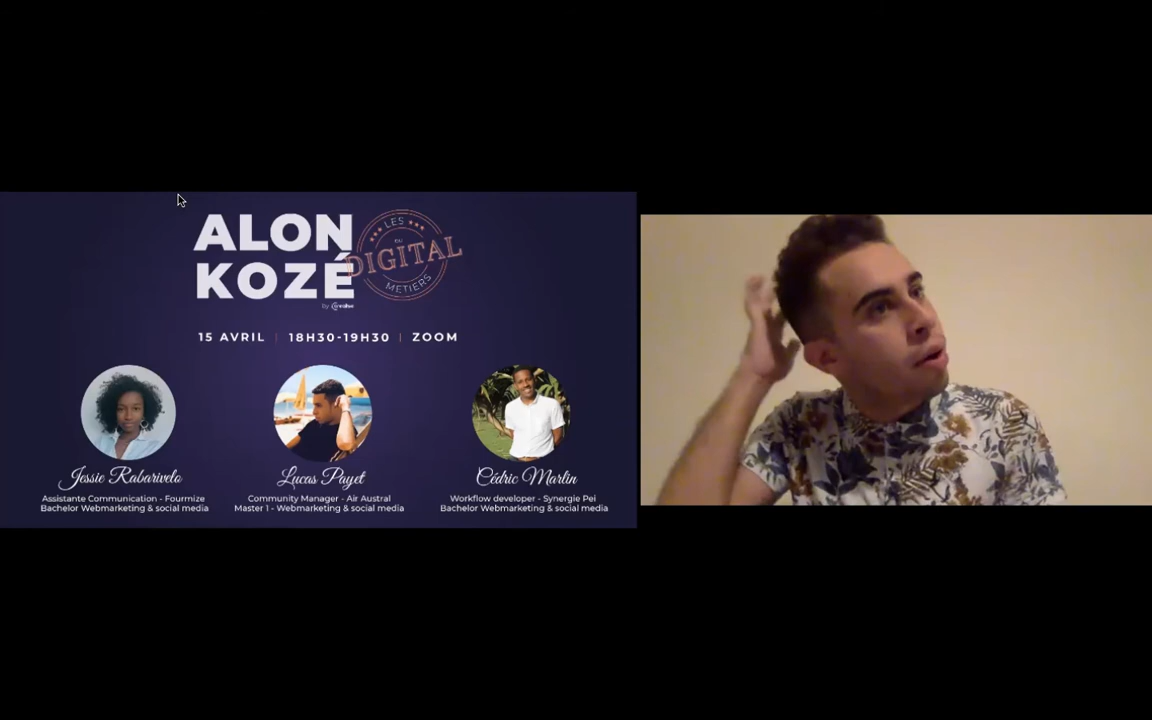 ALON
KOZÉ
LES
DU
DIGITAL
METIERS
by
15 AVRIL | 18H30-19H30 | ZOOM
Jessie Rabarivelo
Assistante Communication - Fourmize
Bachelor Webmarketing & social media
Lucas Payet
Community Manager - Air Austral
Master 1 - Webmarketing & social media
Cédric Marlin
Workflow developer - Synergie Pei
Bachelor Webmarketing & social media